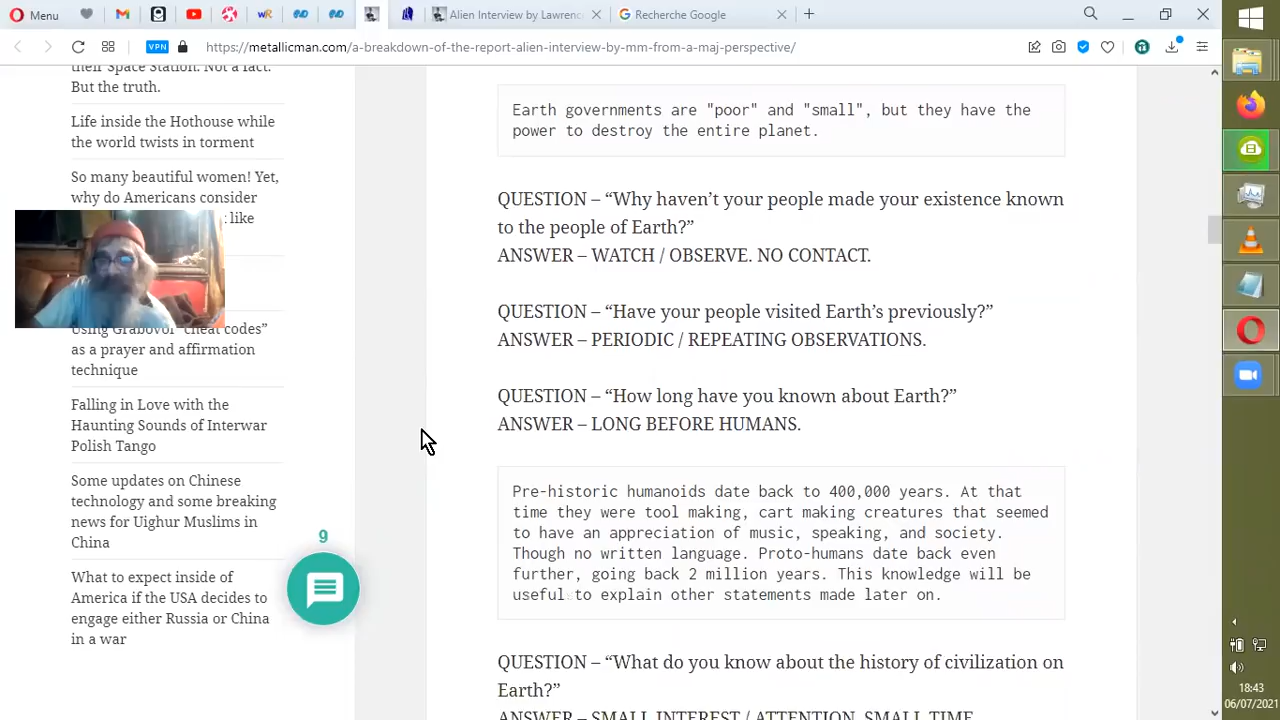 Menu
Alien Interview by Lawrenc
Recherche Google
VPN
https://metallicman.com/a-breakdown-of-the-report-alien-interview-by-mm-from-a-maj-perspective/
their Space Station. Not a fact.
But the truth.
Life inside the Hothouse while
the world twists in torment
So many beautiful women! Yet,
why do Americans consider
like
Using Grabovoi "cheat codes"
as a prayer and affirmation
technique
Falling in Love with the
Haunting Sounds of Interwar
Polish Tango
Some updates on Chinese
technology and some breaking
news for Uighur Muslims in
China
What to expect inside of
America if the USA decides to
engage either Russia or China
in a war
9
Earth governments are "poor" and "small", but they have the
power to destroy the entire planet.
QUESTION – “Why haven’t your people made your existence known
to the people of Earth?”
ANSWER – WATCH / OBSERVE. NO CONTACT.
QUESTION – “Have your people visited Earth’s previously?”
ANSWER – PERIODIC / REPEATING OBSERVATIONS.
QUESTION – “How long have you known about Earth?”
ANSWER – LONG BEFORE HUMANS.
Pre-historic humanoids date back to 400,000 years. At that
time they were tool making, cart making creatures that seemed
to have an appreciation of music, speaking, and society.
Though no written language. Proto-humans date back even
further, going back 2 million years. This knowledge will be
useful to explain other statements made later on.
QUESTION – “What do you know about the history of civilization on
Earth?”
ANSWER – SMALL INTEREST / ATTENTION. SMALL TIME.
18:43
06/07/2021